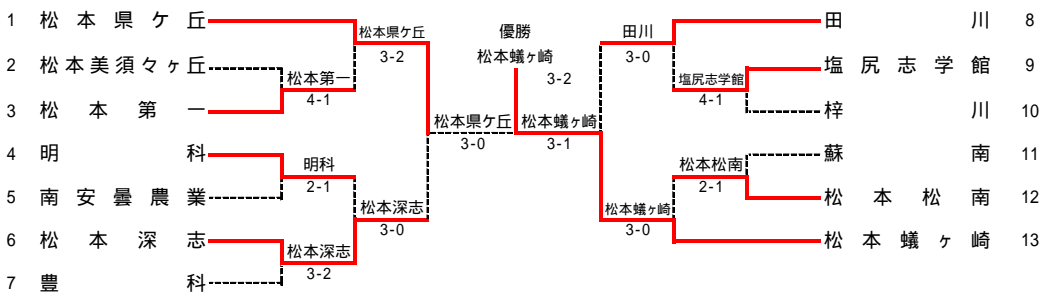 1 松本県ケ丘
2 松本美須々ヶ丘
3 松本第一
4 明科
5 南安曇農業
6 松本深志
7 豊科
松本県ケ丘
3-2
松本第一
4-1
明科
2-1
松本深志
3-0
松本深志
3-2
松本県ケ丘
3-0
優勝
松本蟻ヶ崎
3-2
松本蟻ヶ崎
3-1
田川
3-0
塩尻志学館
4-1
松本松南
2-1
松本蟻ヶ崎
3-0
田川 8
塩尻志学館 9
梓川 10
蘇南 11
松本松南 12
松本蟻ヶ崎 13